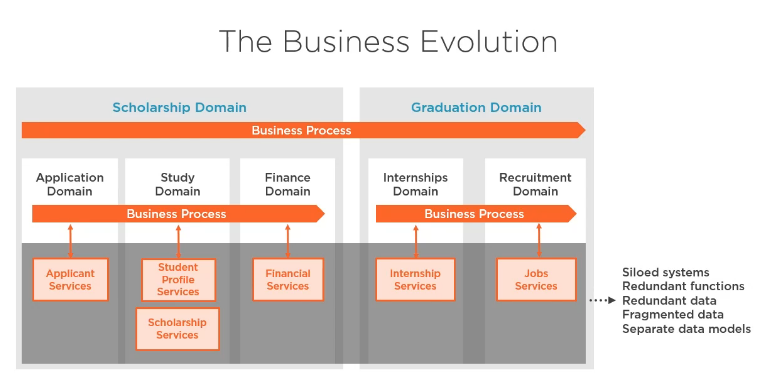 The Business Evolution
Scholarship Domain
Graduation Domain
Business Process
Application
Domain
Study
Domain
Finance
Domain
Internships
Domain
Recruitment
Domain
Business Process
Business Process
Applicant
Services
Student
Profile
Services
Financial
Services
Internship
Services
Jobs
Services
Scholarship
Services
Siloed systems
Redundant functions
Redundant data
Fragmented data
Separate data models